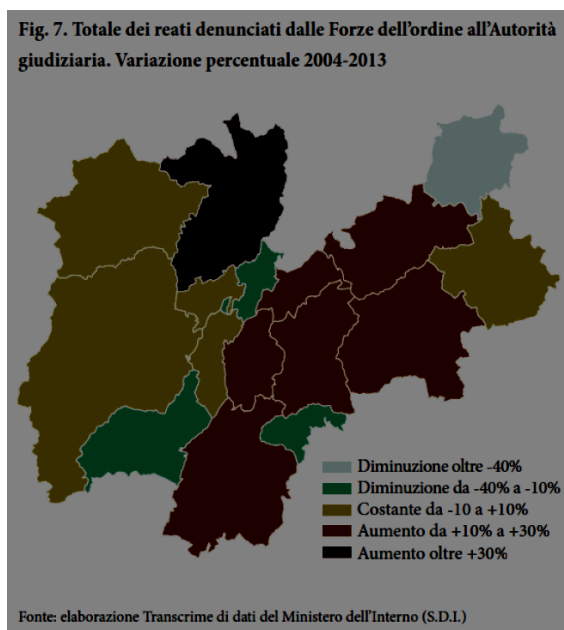 Fig. 7. Totale dei reati denunciati dalle Forze dell'ordine all'Autorità
giudiziaria. Variazione percentuale 2004-2013
Diminuzione oltre -40%
Diminuzione da -40% a -10%
Costante da -10 a +10%
Aumento da +10% a +30%
Aumento oltre +30%
Fonte: elaborazione Transcrime di dati del Ministero dell'Interno (S.D.I.)